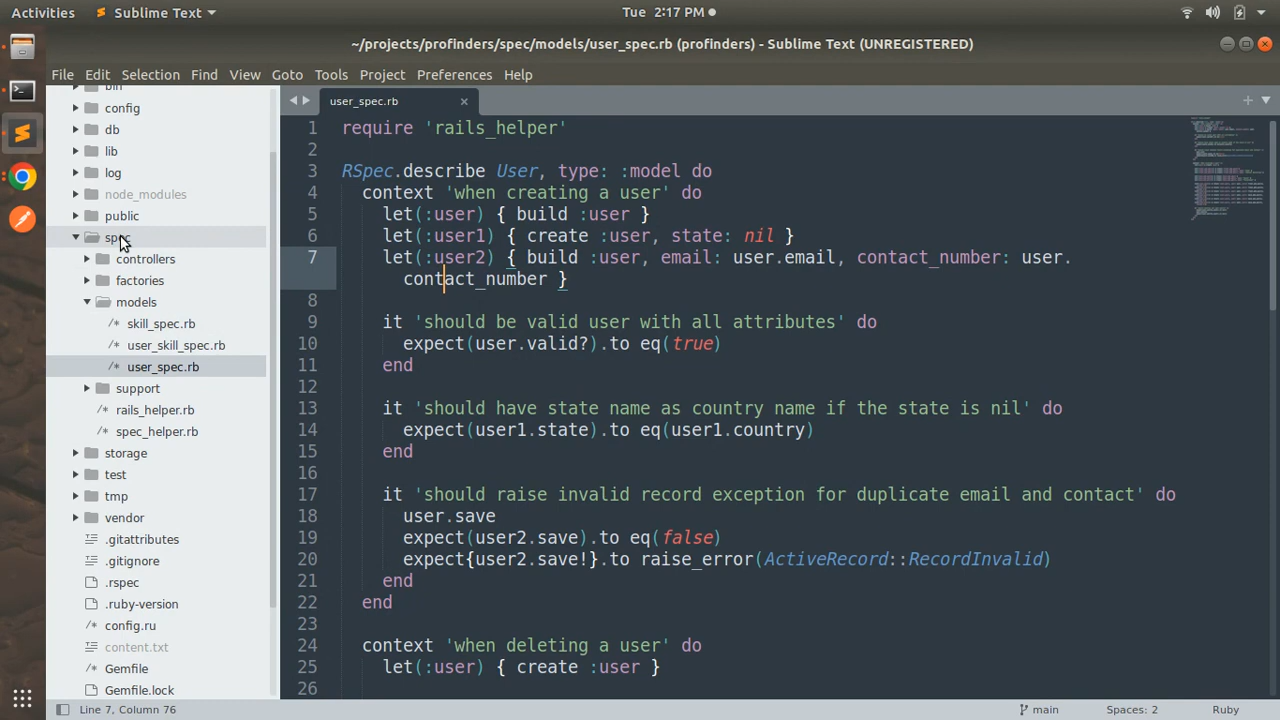 Activities Sublime Text Tue 2:17 PM
~/projects/profinders/spec/models/user_spec.rb (profinders) - Sublime Text (UNREGISTERED)
File Edit Selection Find View Goto Tools Project Preferences Help
bin
config
db
lib
log
node_modules
public
spec
controllers
factories
models
skill_spec.rb
user_skill_spec.rb
user_spec.rb
support
rails_helper.rb
spec_helper.rb
storage
test
tmp
vendor
.gitattributes
.gitignore
.rspec
.ruby-version
config.ru
content.txt
Gemfile
Gemfile.lock
user_spec.rb
1 require 'rails_helper'
2
3 RSpec.describe User, type: :model do
4 context 'when creating a user' do
5 let(:user) { build :user }
6 let(:user1) { create :user, state: nil }
7 let(:user2) { build :user, email: user.email, contact_number: user.
contact_number }
8
9 it 'should be valid user with all attributes' do
10 expect(user.valid?).to eq(true)
11 end
12
13 it 'should have state name as country name if the state is nil' do
14 expect(user1.state).to eq(user1.country)
15 end
16
17 it 'should raise invalid record exception for duplicate email and contact' do
18 user.save
19 expect(user2.save).to eq(false)
20 expect{user2.save!}.to raise_error(ActiveRecord::RecordInvalid)
21 end
22 end
23
24 context 'when deleting a user' do
25 let(:user) { create :user }
26
Line 7, Column 76 main Spaces: 2 Ruby